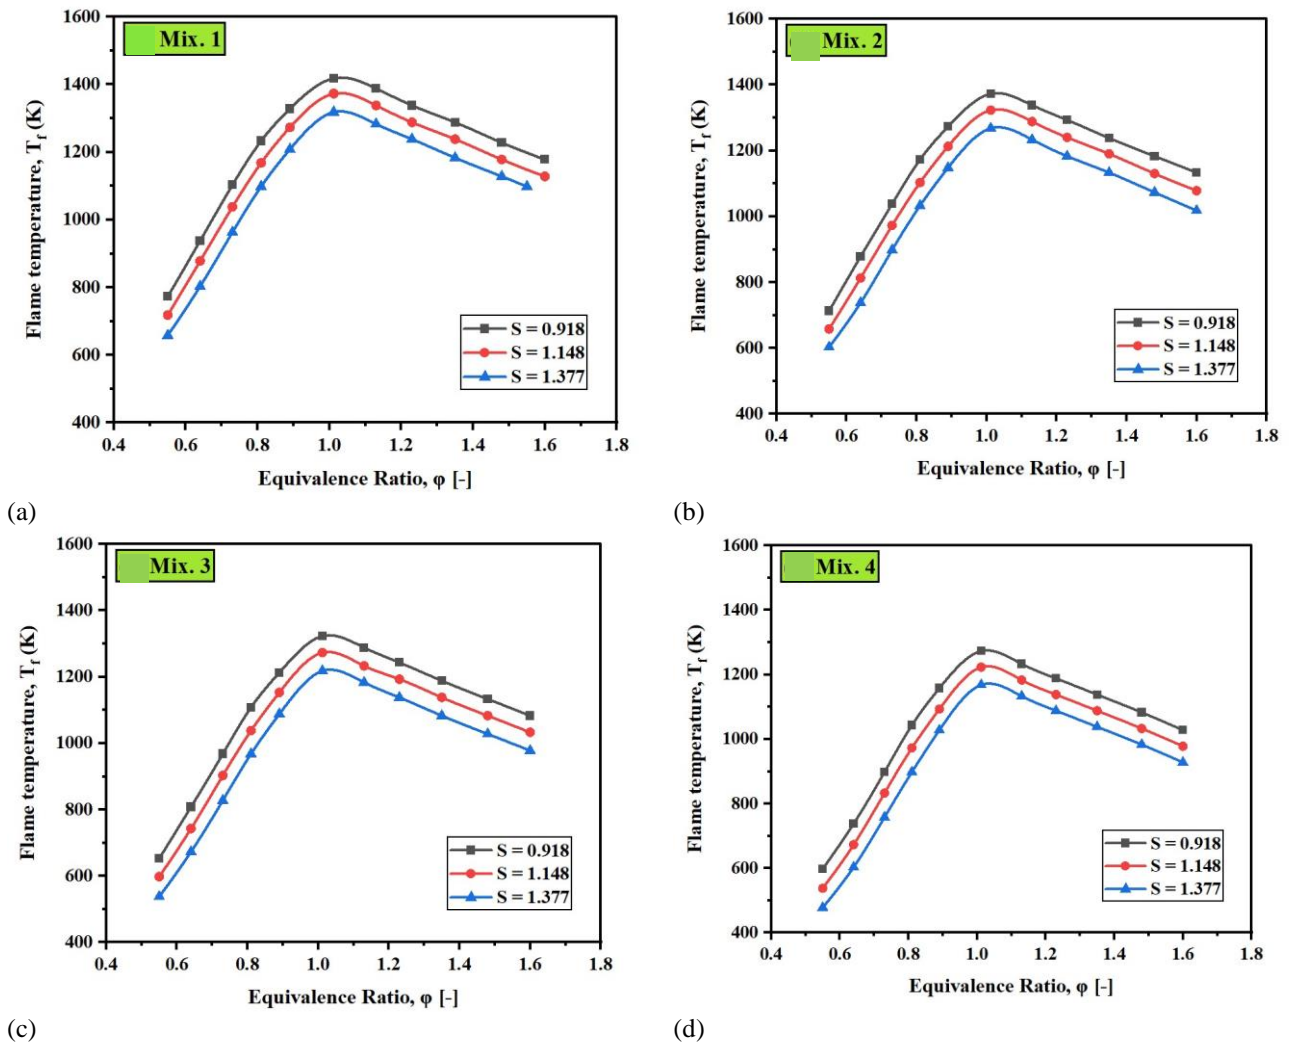 Mix. 1
1600
1400
1200
1000
800
600
400
Flame temperature, T_f (K)
S = 0.918
S = 1.148
S = 1.377
0.4 0.6 0.8 1.0 1.2 1.4 1.6 1.8
Equivalence Ratio, φ [-]
(a)
Mix. 2
1600
1400
1200
1000
800
600
400
Flame temperature, T_f (K)
S = 0.918
S = 1.148
S = 1.377
0.4 0.6 0.8 1.0 1.2 1.4 1.6 1.8
Equivalence Ratio, φ [-]
(b)
Mix. 3
1600
1400
1200
1000
800
600
400
Flame temperature, T_f (K)
S = 0.918
S = 1.148
S = 1.377
0.4 0.6 0.8 1.0 1.2 1.4 1.6 1.8
Equivalence Ratio, φ [-]
(c)
Mix. 4
1600
1400
1200
1000
800
600
400
Flame temperature, T_f (K)
S = 0.918
S = 1.148
S = 1.377
0.4 0.6 0.8 1.0 1.2 1.4 1.6 1.8
Equivalence Ratio, φ [-]
(d)